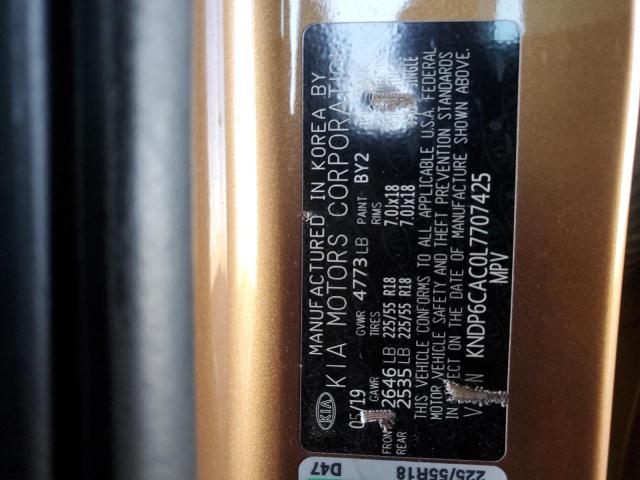 KIA
MANUFACTURED IN KOREA BY
KIA MOTORS CORPORATION
05/19 GVWR 4773 LB PAINT BY2
GAWR TIRES RIMS
FRONT 2646 LB 225/55 R18 7.0Jx18
REAR 2535 LB 225/55 R18 7.0Jx18
THIS VEHICLE CONFORMS TO ALL APPLICABLE U.S.A. FEDERAL
MOTOR VEHICLE SAFETY AND THEFT PREVENTION STANDARDS
IN EFFECT ON THE DATE OF MANUFACTURE SHOWN ABOVE.
KNDP6CAC0L7707425
MPV
D47
225/55R18